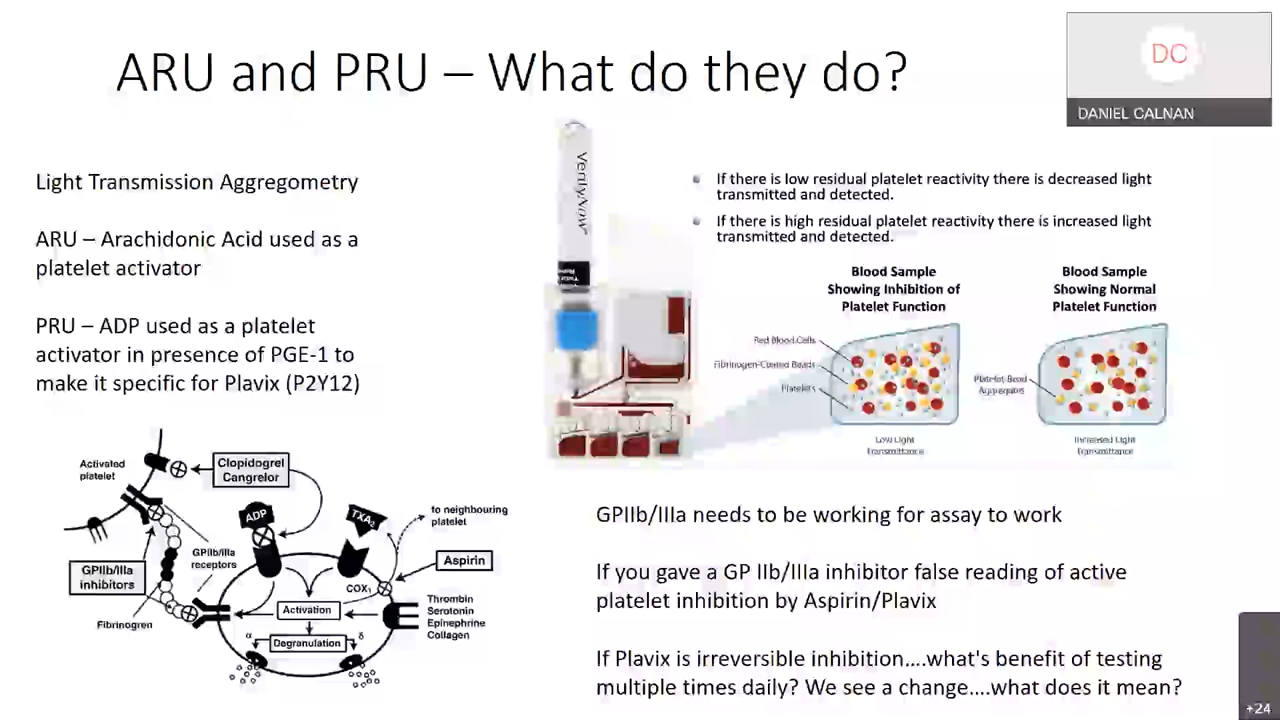 ARU and PRU – What do they do?
DC
DANIEL CALNAN
Light Transmission Aggregometry
ARU – Arachidonic Acid used as a
platelet activator
PRU – ADP used as a platelet
activator in presence of PGE-1 to
make it specific for Plavix (P2Y12)
VerifyNow
If there is low residual platelet reactivity there is decreased light
transmitted and detected.
If there is high residual platelet reactivity there is increased light
transmitted and detected.
Blood Sample
Showing Inhibition of
Platelet Function
Blood Sample
Showing Normal
Platelet Function
Red Blood Cells
Fibrinogen-Coated Beads
Platelets
Platelet-Bead
Aggregates
Low Light
Transmittance
Increased Light
Transmittance
Activated
platelet
Clopidogrel
Cangrelor
ADP
TXA2
to neighbouring
platelet
GPIIb/IIIa
receptors
GPIIb/IIIa
inhibitors
Aspirin
COX1
Fibrinogren
Activation
Thrombin
Serotonin
Epinephrine
Collagen
α
δ
Degranulation
GPIIb/IIIa needs to be working for assay to work
If you gave a GP IIb/IIIa inhibitor false reading of active
platelet inhibition by Aspirin/Plavix
If Plavix is irreversible inhibition....what's benefit of testing
multiple times daily? We see a change....what does it mean?
+24